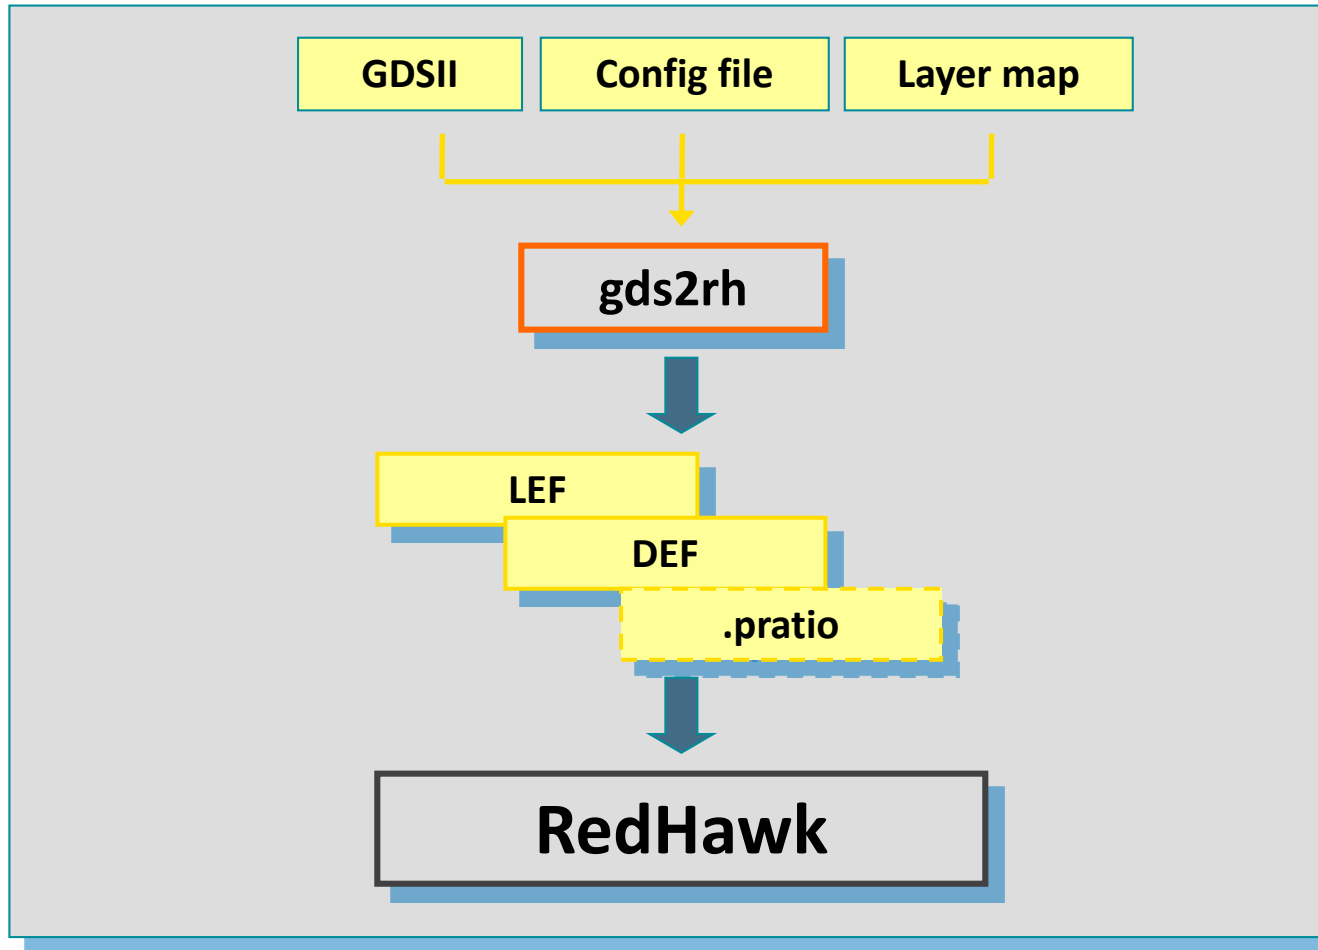 GDSII
Config file
Layer map
gds2rh
LEF
DEF
.pratio
RedHawk